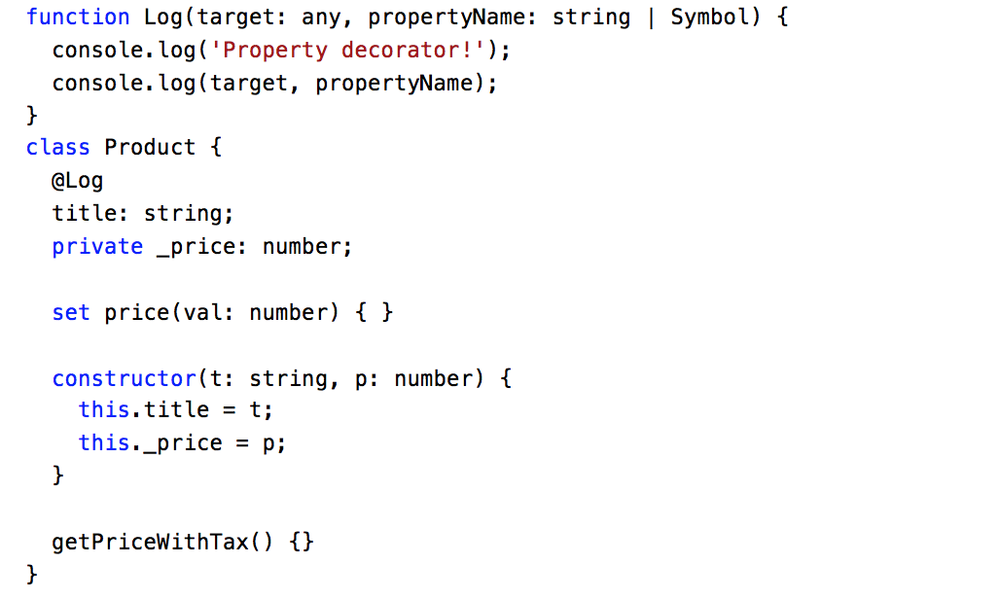 function Log(target: any, propertyName: string | Symbol) {
  console.log('Property decorator!');
  console.log(target, propertyName);
}
class Product {
  @Log
  title: string;
  private _price: number;

  set price(val: number) { }

  constructor(t: string, p: number) {
    this.title = t;
    this._price = p;
  }

  getPriceWithTax() {}
}